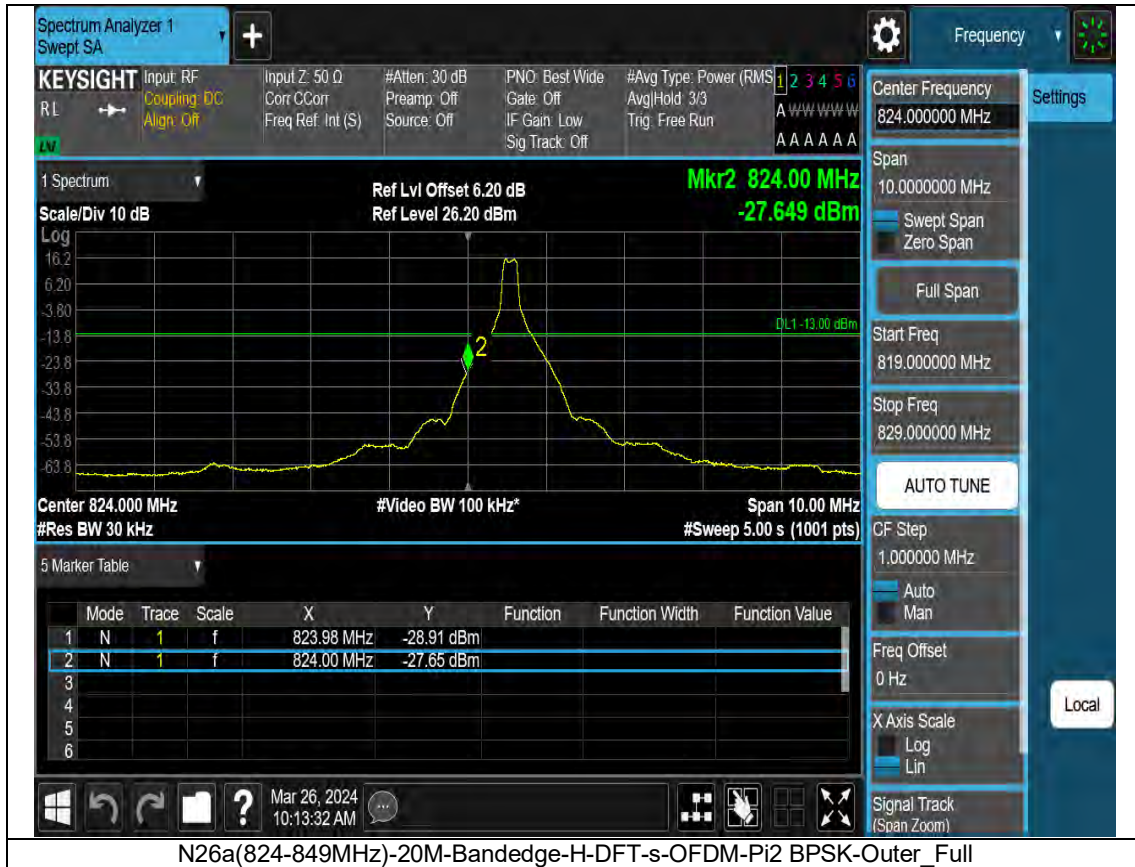 Spectrum Analyzer 1
Swept SA
+
Frequency
KEYSIGHT
Input: RF
Coupling: DC
Align: Off
Input Z: 50 Ω
Corr CCorr
Freq Ref: Int (S)
#Atten: 30 dB
Preamp: Off
Source: Off
PNO: Best Wide
Gate: Off
IF Gain: Low
Sig Track: Off
#Avg Type: Power (RMS
Avg|Hold: 3/3
Trig: Free Run
1 2 3 4 5 6
A W W W W W
A A A A A A
RL
Center Frequency
824.000000 MHz
Settings
1 Spectrum
Ref Lvl Offset 6.20 dB
Mkr2 824.00 MHz
Scale/Div 10 dB
Ref Level 26.20 dBm
-27.649 dBm
Log
16.2
6.20
-3.80
-13.8
-23.8
-33.8
-43.8
-53.8
-63.8
DL1 -13.00 dBm
2
Center 824.000 MHz
#Video BW 100 kHz*
Span 10.00 MHz
#Res BW 30 kHz
#Sweep 5.00 s (1001 pts)
Span
10.0000000 MHz
Swept Span
Zero Span
Full Span
Start Freq
819.000000 MHz
Stop Freq
829.000000 MHz
AUTO TUNE
CF Step
1.000000 MHz
Auto
Man
Freq Offset
0 Hz
X Axis Scale
Log
Lin
Signal Track
(Span Zoom)
Local
5 Marker Table
Mode Trace Scale X Y Function Function Width Function Value
1 N 1 f 823.98 MHz -28.91 dBm
2 N 1 f 824.00 MHz -27.65 dBm
3
4
5
6
?
Mar 26, 2024
10:13:32 AM
N26a(824-849MHz)-20M-Bandedge-H-DFT-s-OFDM-Pi2 BPSK-Outer_Full